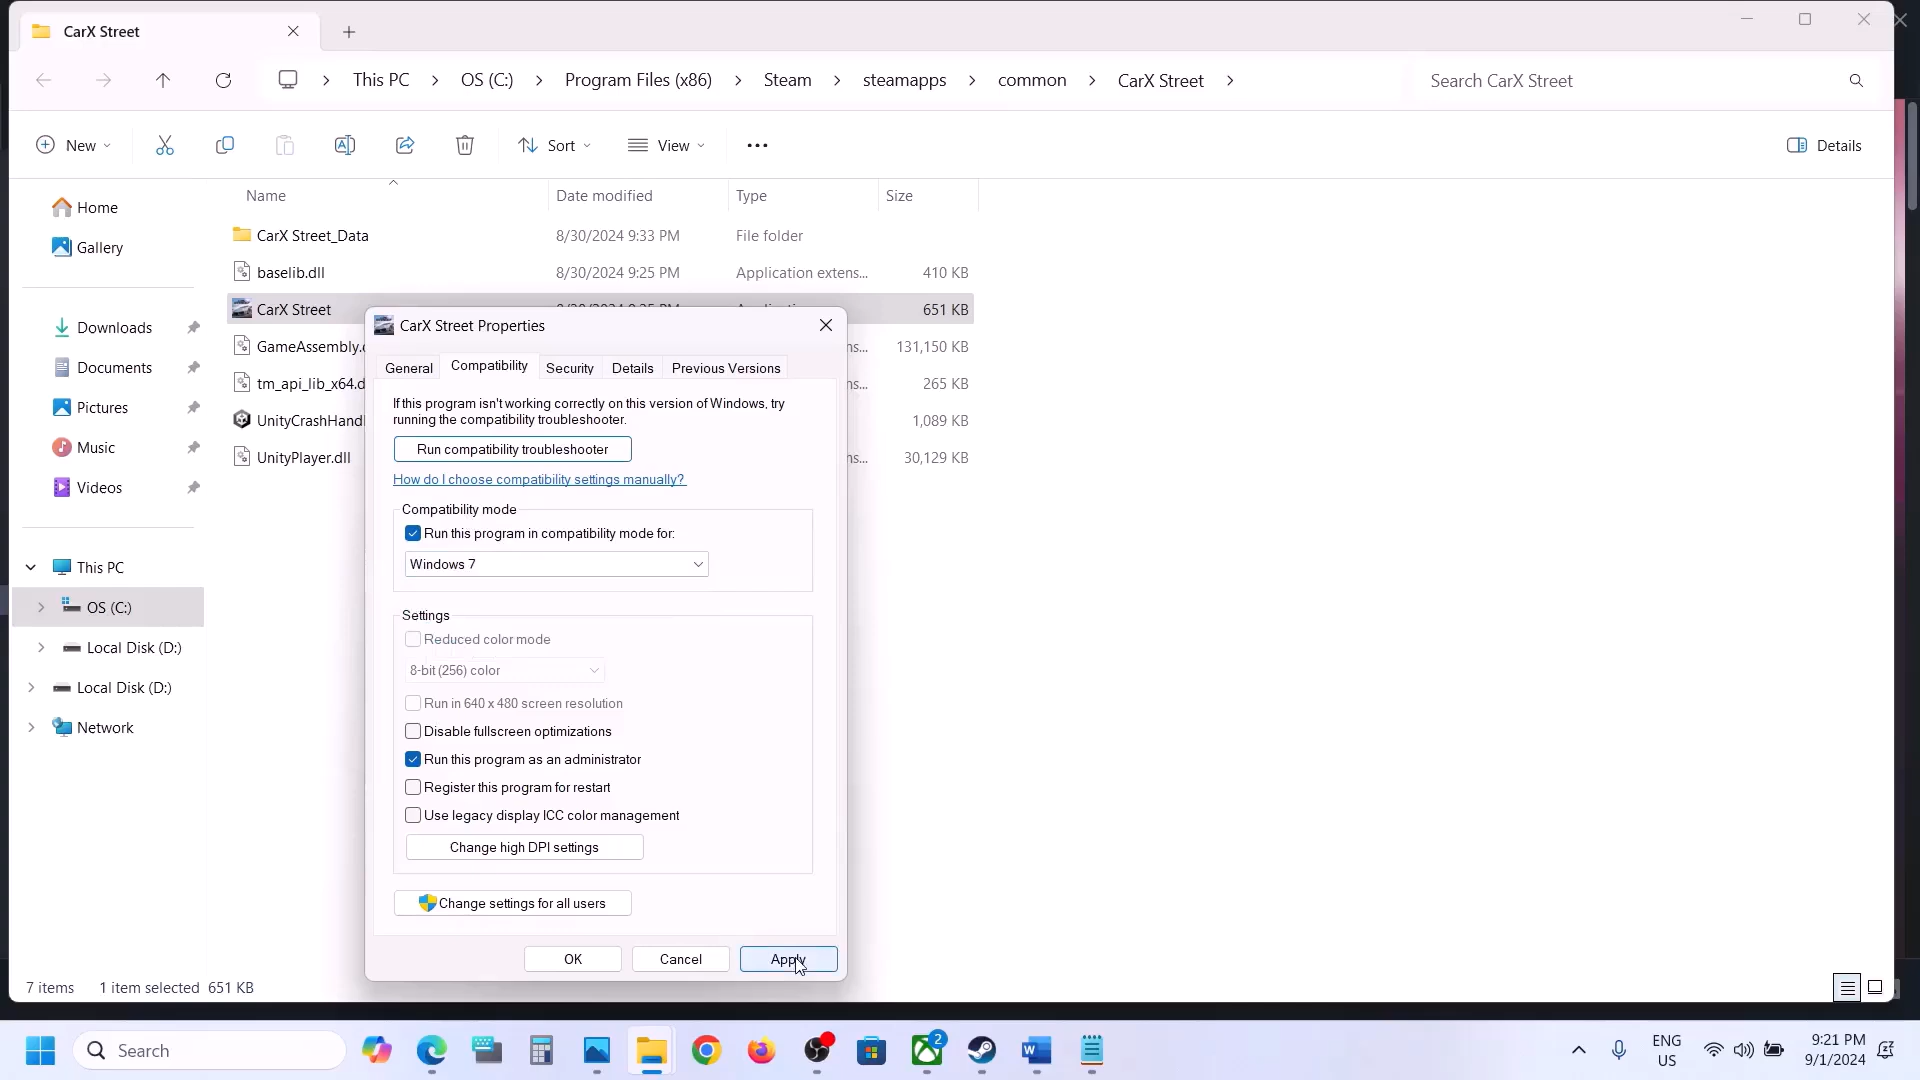 CarX Street
This PC
OS (C:)
Program Files (x86)
Steam
steamapps
common
CarX Street
Search CarX Street
New
Sort
View
Details
Name
Date modified
Type
Size
Home
Gallery
Downloads
Documents
Pictures
Music
Videos
This PC
OS (C:)
Local Disk (D:)
Local Disk (D:)
Network
CarX Street_Data 8/30/2024 9:33 PM File folder
baselib.dll 8/30/2024 9:25 PM Application extens... 410 KB
CarX Street 651 KB
GameAssembly. ns... 131,150 KB
tm_api_lib_x64.d ns... 265 KB
UnityCrashHandl 1,089 KB
UnityPlayer.dll ns... 30,129 KB
CarX Street Properties
General
Compatibility
Security
Details
Previous Versions
If this program isn't working correctly on this version of Windows, try
running the compatibility troubleshooter.
Run compatibility troubleshooter
How do I choose compatibility settings manually?
Compatibility mode
Run this program in compatibility mode for:
Windows 7
Settings
Reduced color mode
8-bit (256) color
Run in 640 x 480 screen resolution
Disable fullscreen optimizations
Run this program as an administrator
Register this program for restart
Use legacy display ICC color management
Change high DPI settings
Change settings for all users
OK
Cancel
Apply
7 items
1 item selected 651 KB
Search
2
ENG
US
9:21 PM
9/1/2024